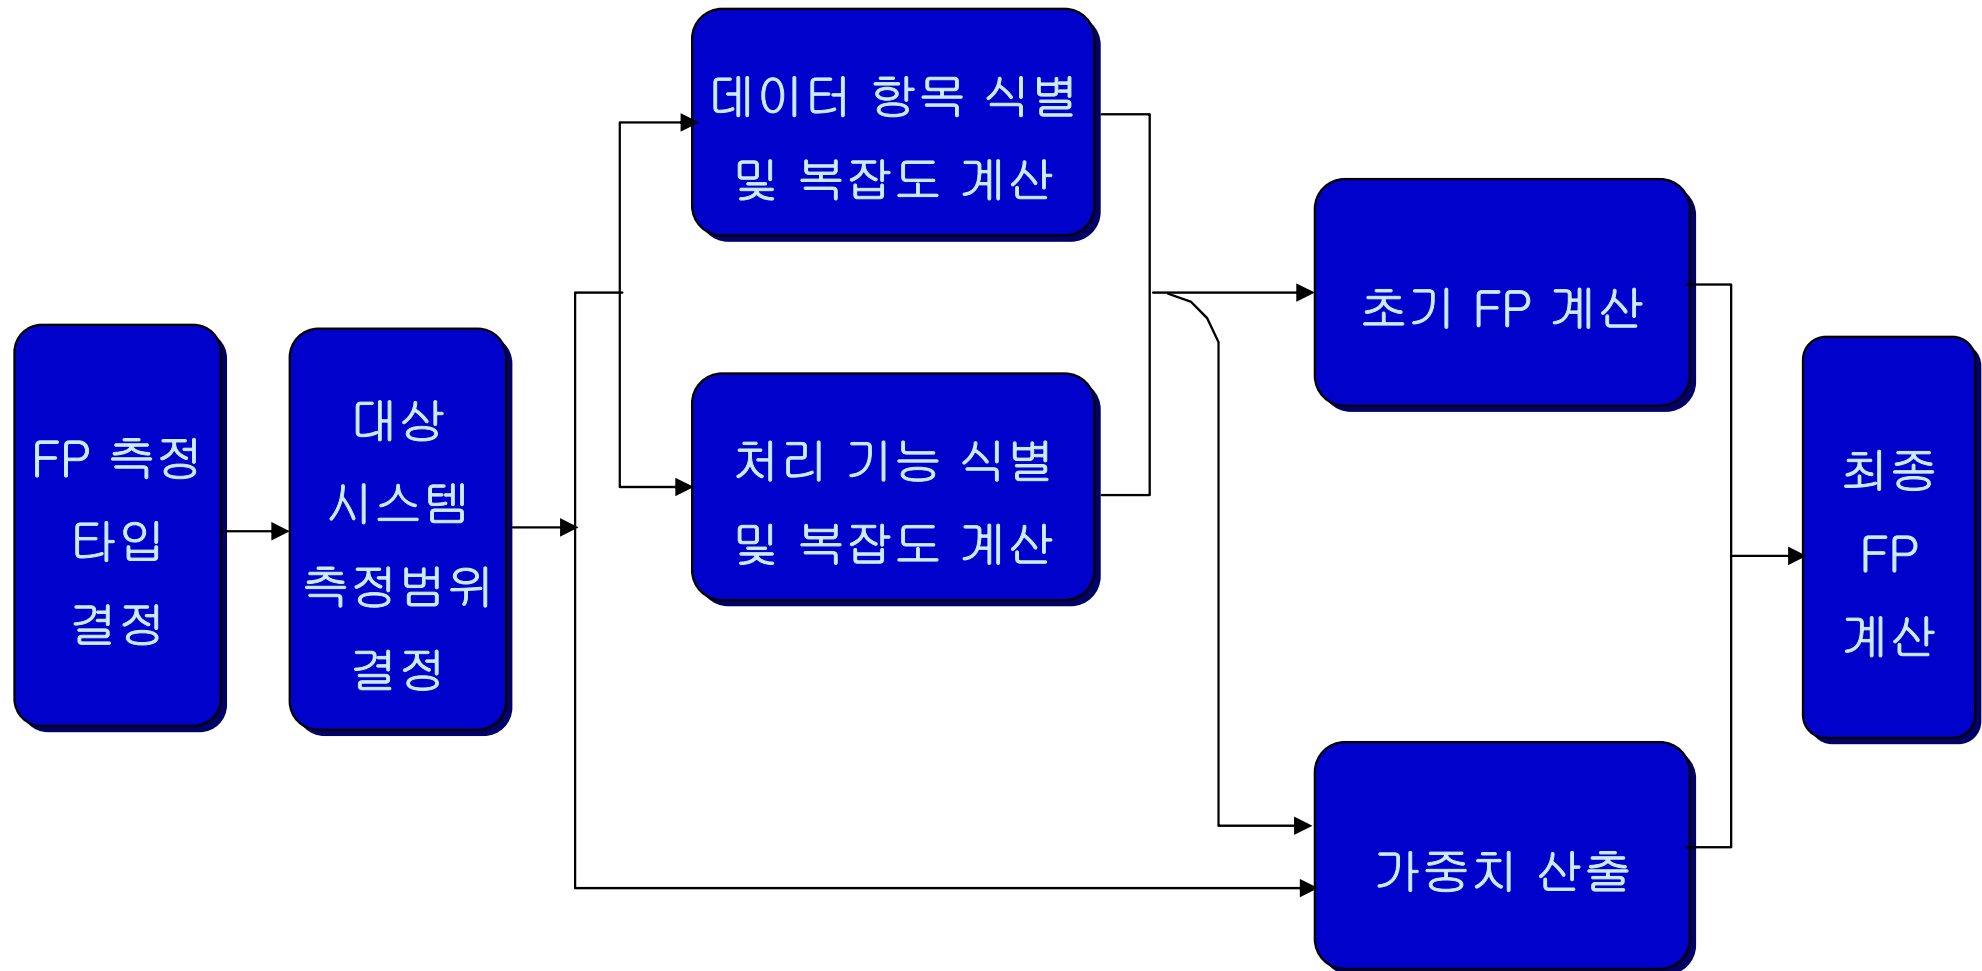 FP 측정
타입
결정
대상
시스템
측정범위
결정
데이터 항목 식별
및 복잡도 계산
처리 기능 식별
및 복잡도 계산
초기 FP 계산
가중치 산출
최종
FP
계산